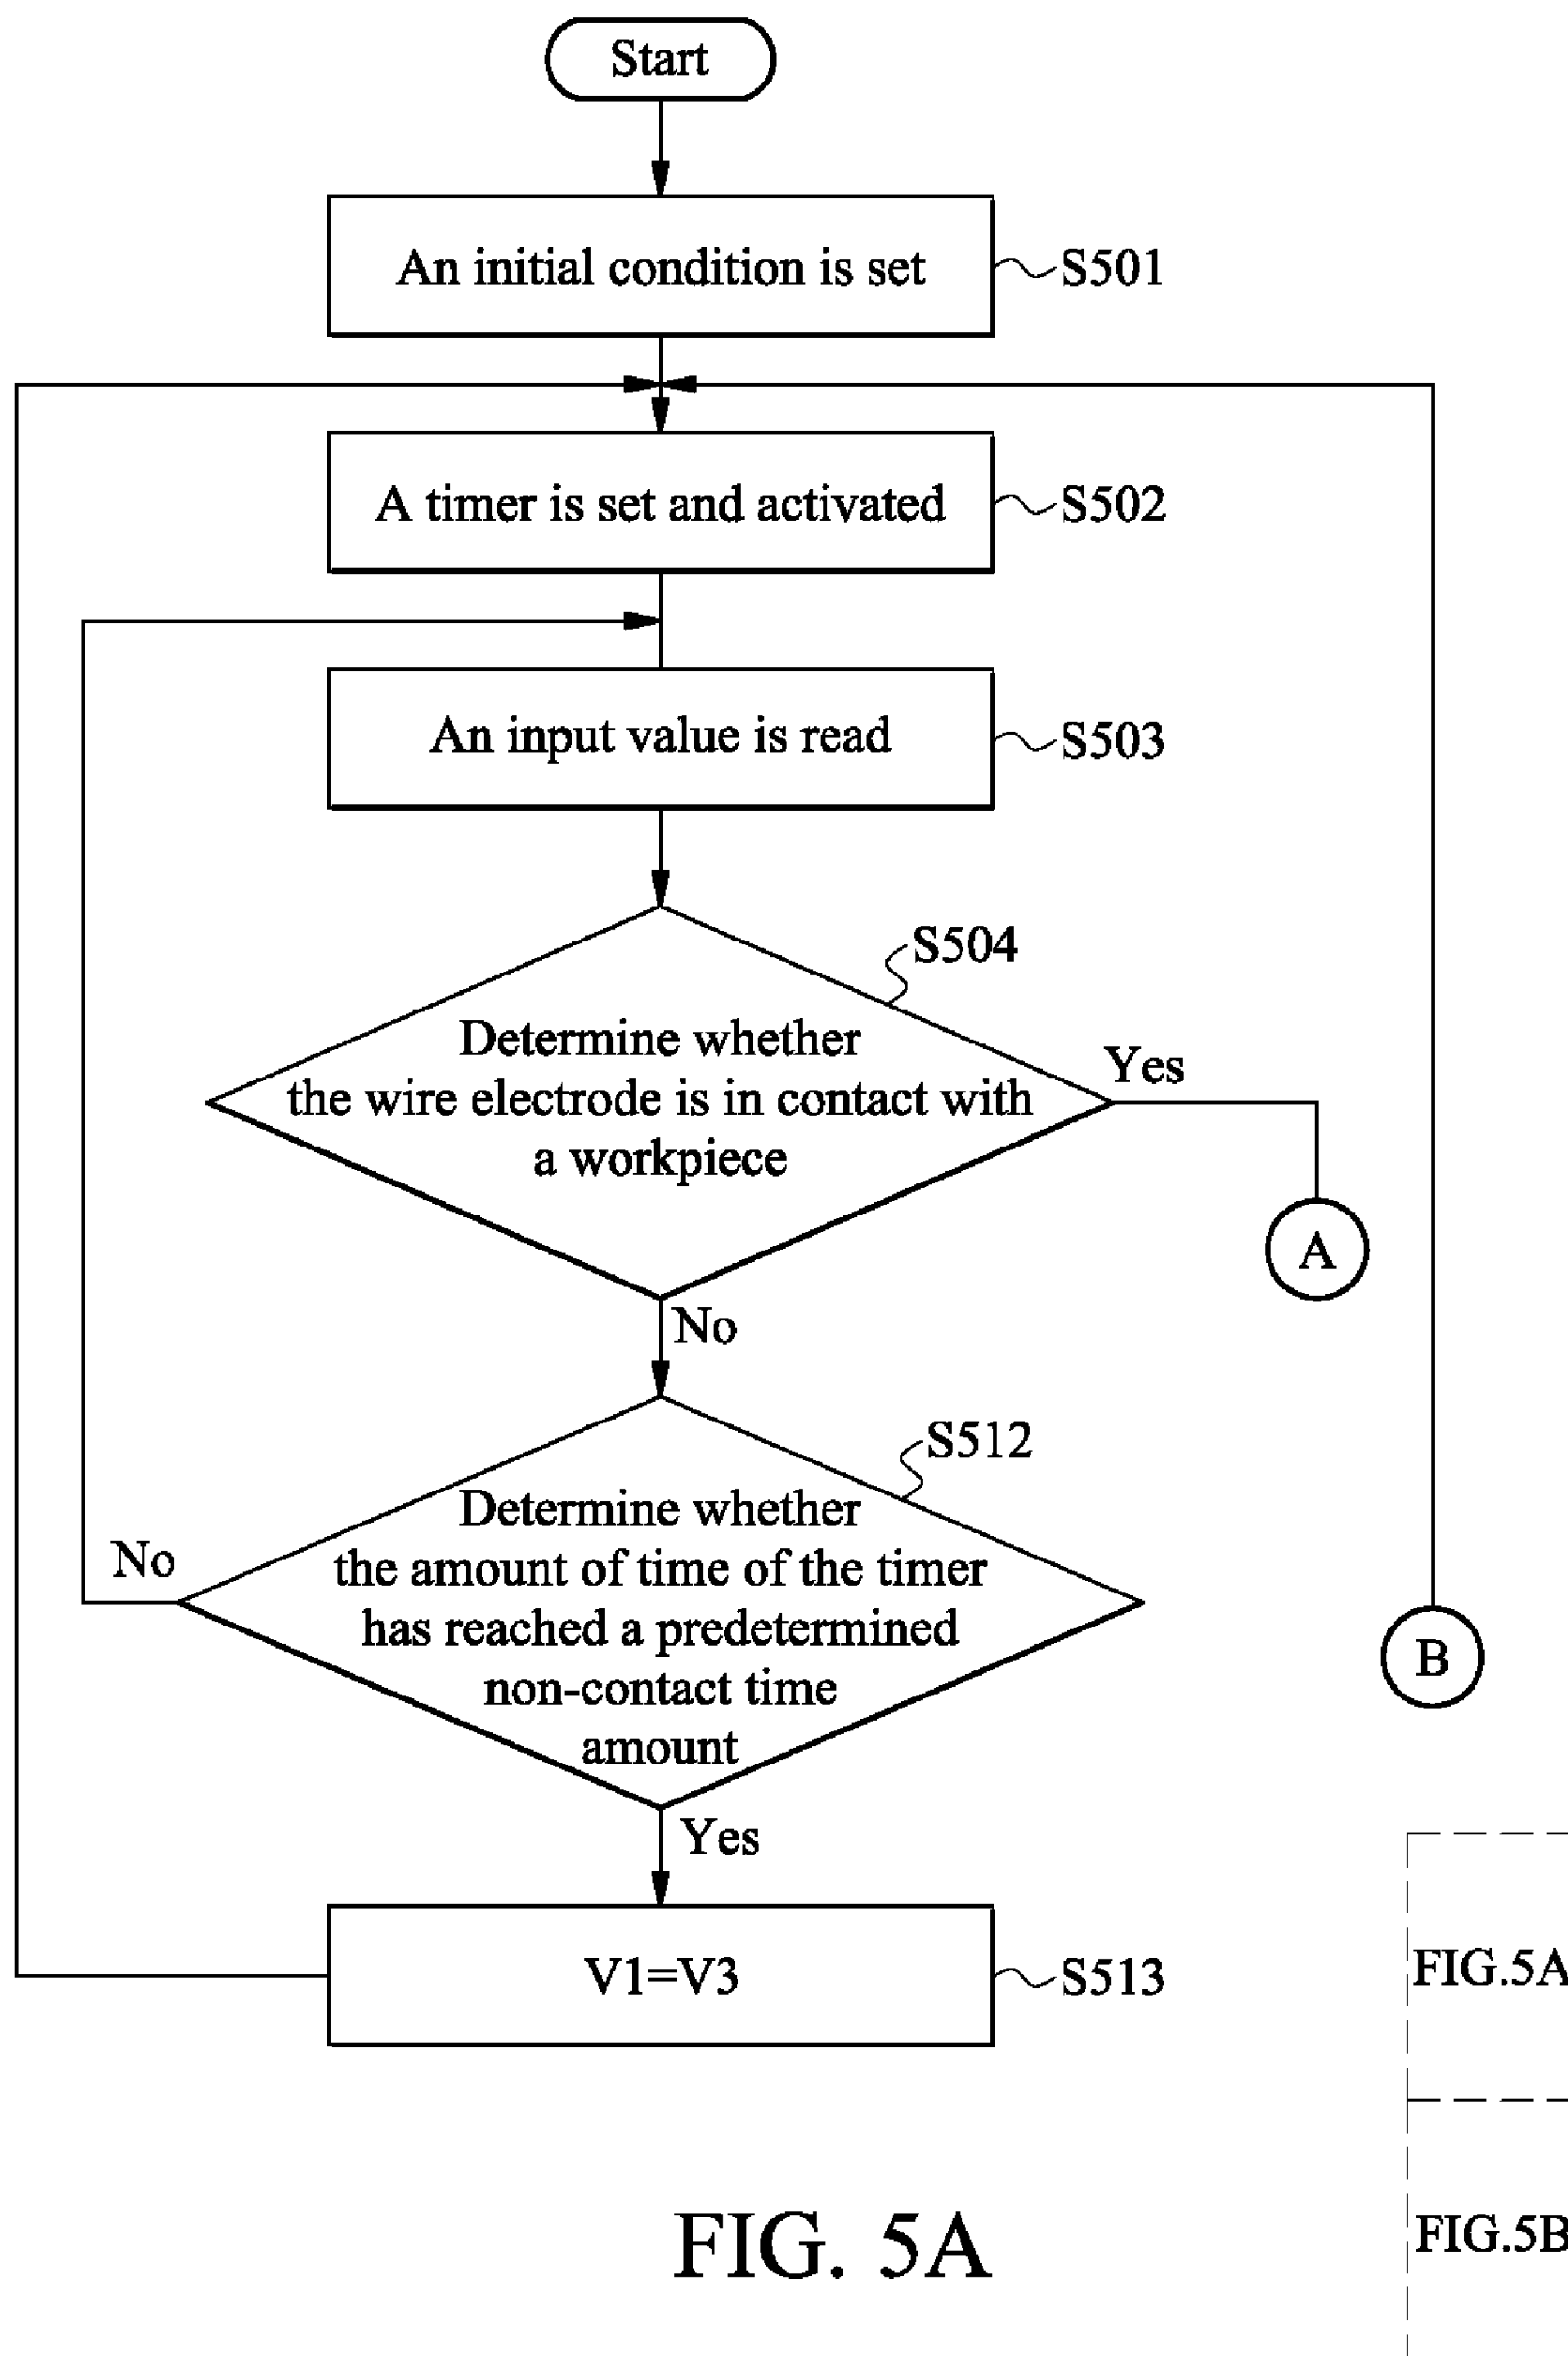 Start
An initial condition is set
S501
A timer is set and activated
S502
An input value is read
S503
S504
Determine whether
the wire electrode is in contact with
a workpiece
Yes
A
No
S512
Determine whether
the amount of time of the timer
has reached a predetermined
non-contact time
amount
No
B
Yes
V1=V3
S513
FIG.5A
FIG.5B
FIG. 5A